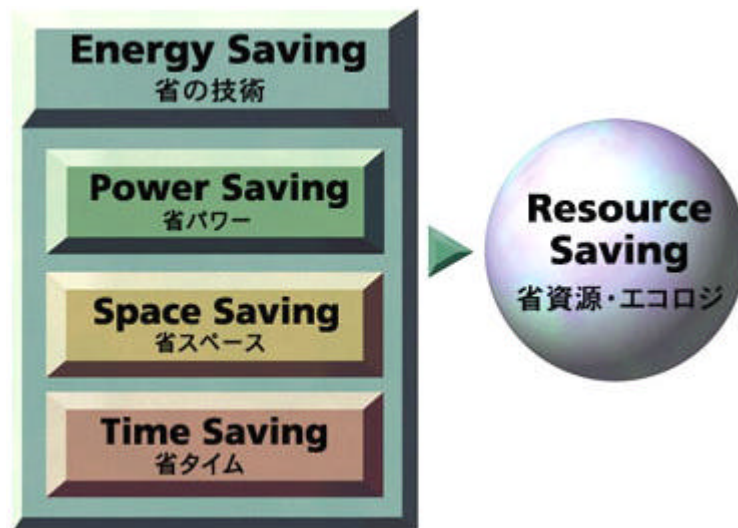 Energy Saving
省の技術
Power Saving
省パワー
Space Saving
省スペース
Time Saving
省タイム
Resource
Saving
省資源・エコロジ